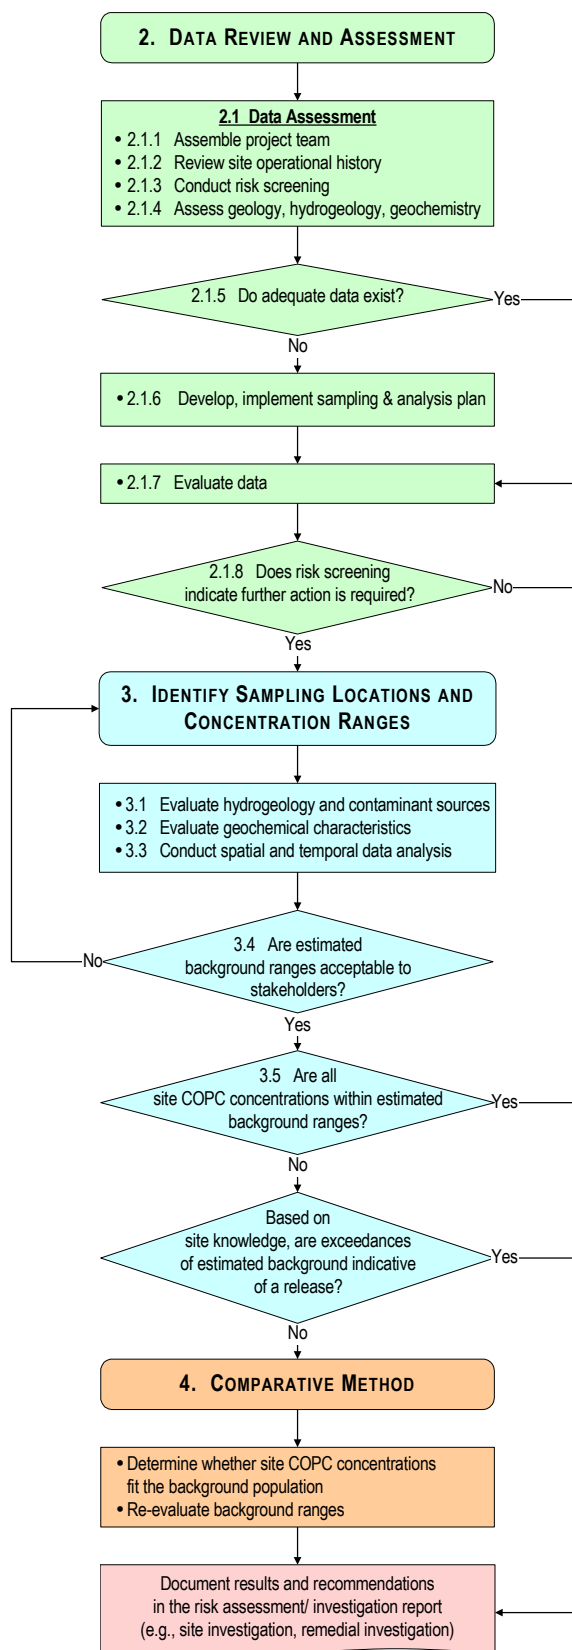 2. DATA REVIEW AND ASSESSMENT
2.1 Data Assessment
• 2.1.1 Assemble project team
• 2.1.2 Review site operational history
• 2.1.3 Conduct risk screening
• 2.1.4 Assess geology, hydrogeology, geochemistry
2.1.5 Do adequate data exist?
Yes
No
• 2.1.6 Develop, implement sampling & analysis plan
• 2.1.7 Evaluate data
2.1.8 Does risk screening
indicate further action is required?
No
Yes
3. IDENTIFY SAMPLING LOCATIONS AND
CONCENTRATION RANGES
• 3.1 Evaluate hydrogeology and contaminant sources
• 3.2 Evaluate geochemical characteristics
• 3.3 Conduct spatial and temporal data analysis
3.4 Are estimated
background ranges acceptable to
stakeholders?
No
Yes
3.5 Are all
site COPC concentrations within estimated
background ranges?
Yes
No
Based on
site knowledge, are exceedances
of estimated background indicative
of a release?
Yes
No
4. COMPARATIVE METHOD
• Determine whether site COPC concentrations
fit the background population
• Re-evaluate background ranges
Document results and recommendations
in the risk assessment/ investigation report
(e.g., site investigation, remedial investigation)